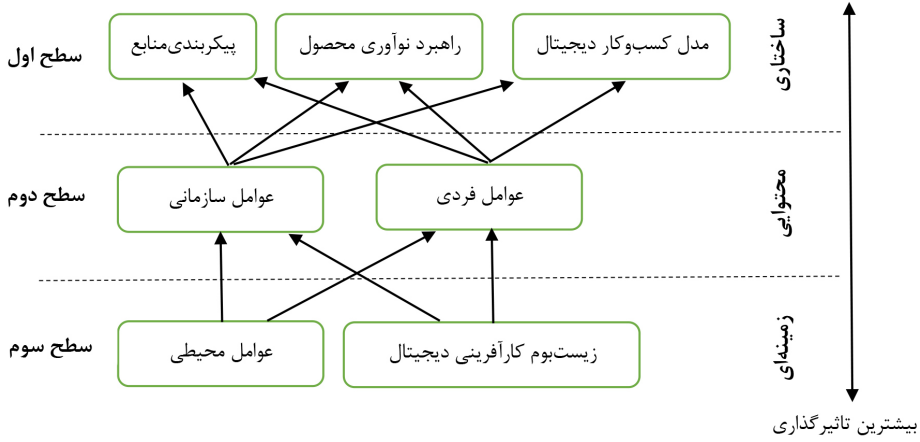 ساختاری
مدل کسب‌وکار دیجیتال
راهبرد نوآوری محصول
پیکربندی‌منابع
سطح اول
محتوایی
عوامل فردی
عوامل سازمانی
سطح دوم
زمینه‌ای
زیست‌بوم کارآفرینی دیجیتال
عوامل محیطی
سطح سوم
بیشترین تاثیرگذاری